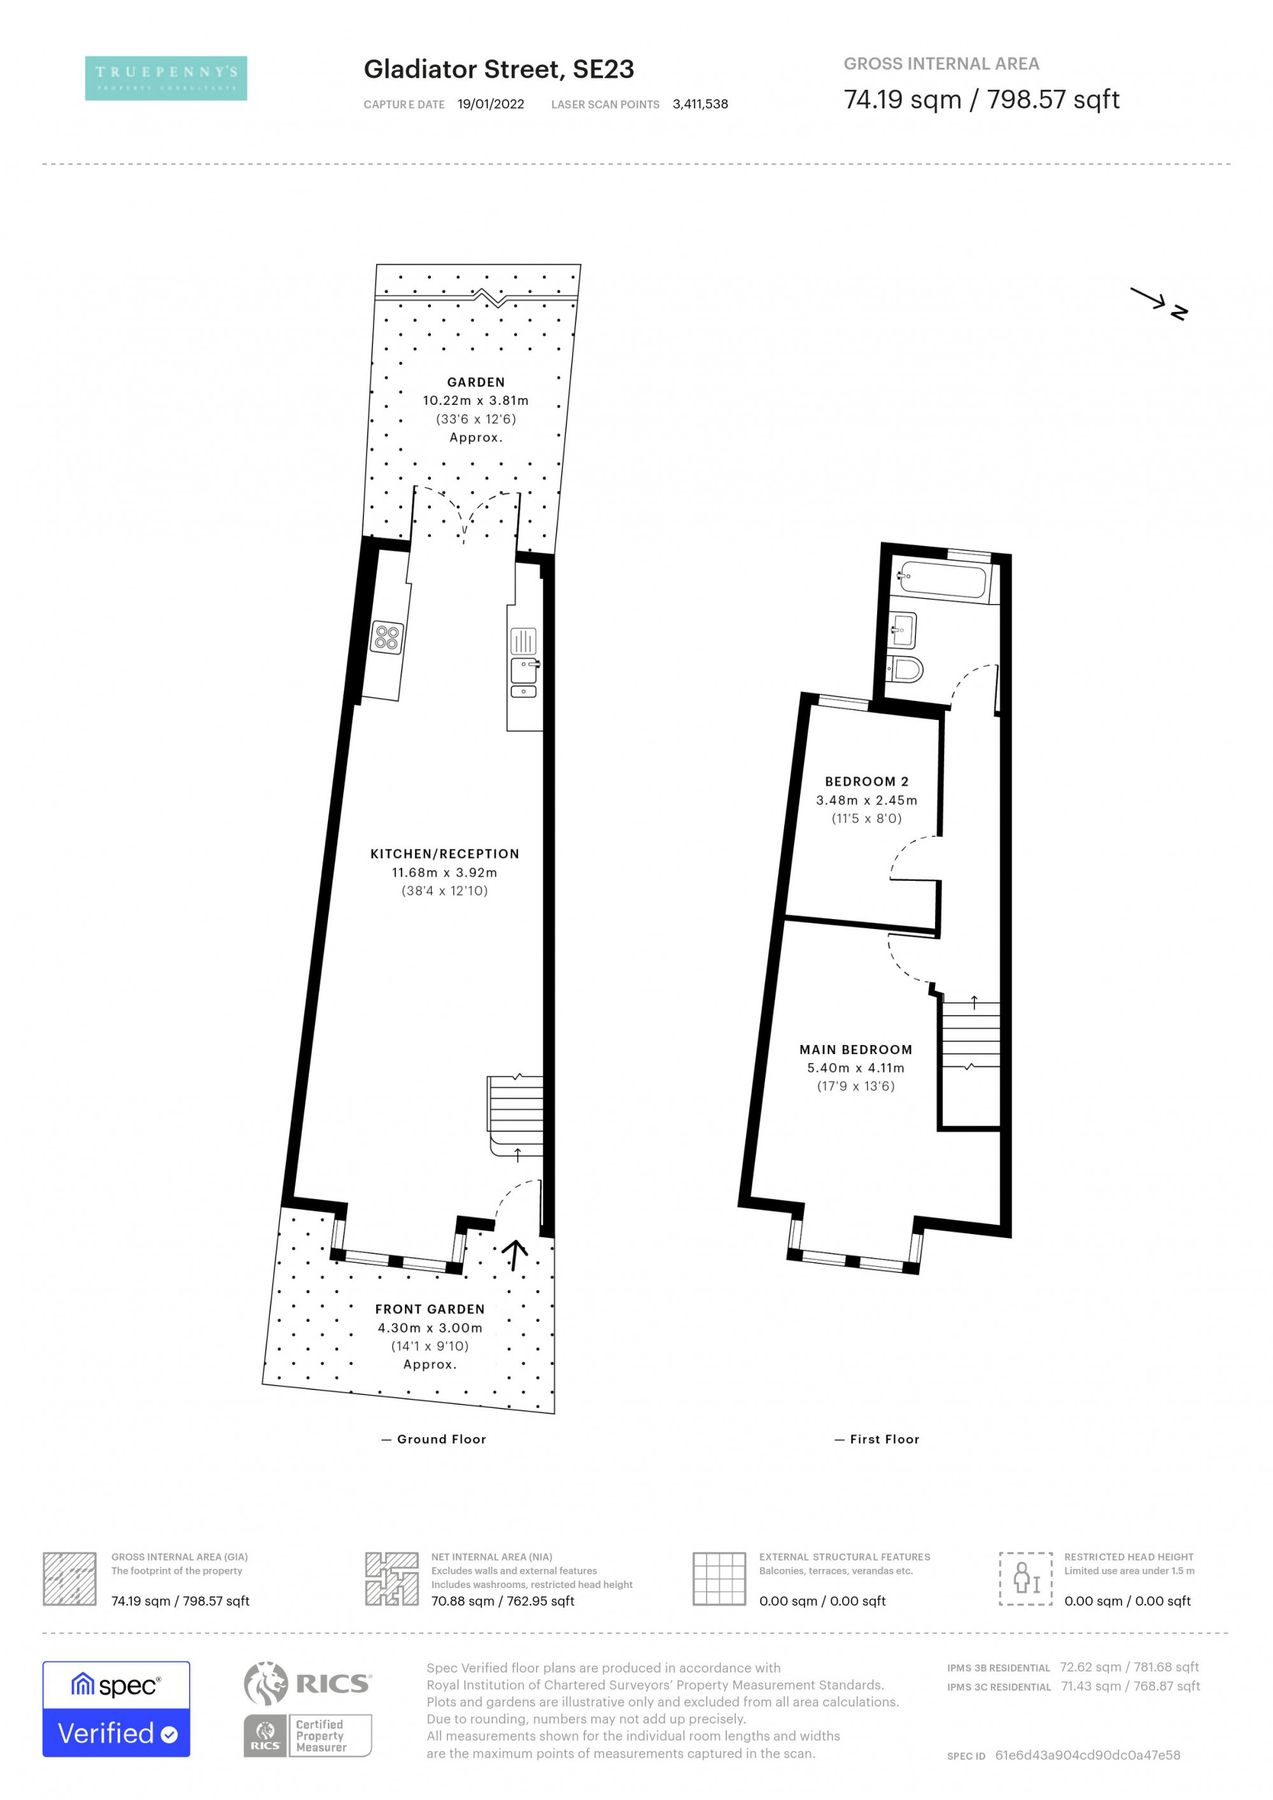 TRUEPENNY'S
PROPERTY CONSULTANTS
Gladiator Street, SE23
CAPTURE DATE 19/01/2022 LASER SCAN POINTS 3,411,538
GROSS INTERNAL AREA
74.19 sqm / 798.57 sqft
N
GARDEN
10.22m x 3.81m
(33'6 x 12'6)
Approx.
KITCHEN/RECEPTION
11.68m x 3.92m
(38'4 x 12'10)
FRONT GARDEN
4.30m x 3.00m
(14'1 x 9'10)
Approx.
— Ground Floor
BEDROOM 2
3.48m x 2.45m
(11'5 x 8'0)
MAIN BEDROOM
5.40m x 4.11m
(17'9 x 13'6)
— First Floor
GROSS INTERNAL AREA (GIA)
The footprint of the property
74.19 sqm / 798.57 sqft
NET INTERNAL AREA (NIA)
Excludes walls and external features
Includes washrooms, restricted head height
70.88 sqm / 762.95 sqft
EXTERNAL STRUCTURAL FEATURES
Balconies, terraces, verandas etc.
0.00 sqm / 0.00 sqft
RESTRICTED HEAD HEIGHT
Limited use area under 1.5 m
0.00 sqm / 0.00 sqft
spec®
Verified
RICS
RICS
Certified
Property
Measurer
Spec Verified floor plans are produced in accordance with
Royal Institution of Chartered Surveyors' Property Measurement Standards.
Plots and gardens are illustrative only and excluded from all area calculations.
Due to rounding, numbers may not add up precisely.
All measurements shown for the individual room lengths and widths
are the maximum points of measurements captured in the scan.
IPMS 3B RESIDENTIAL 72.62 sqm / 781.68 sqft
IPMS 3C RESIDENTIAL 71.43 sqm / 768.87 sqft
SPEC ID 61e6d43a904cd90dc0a47e58